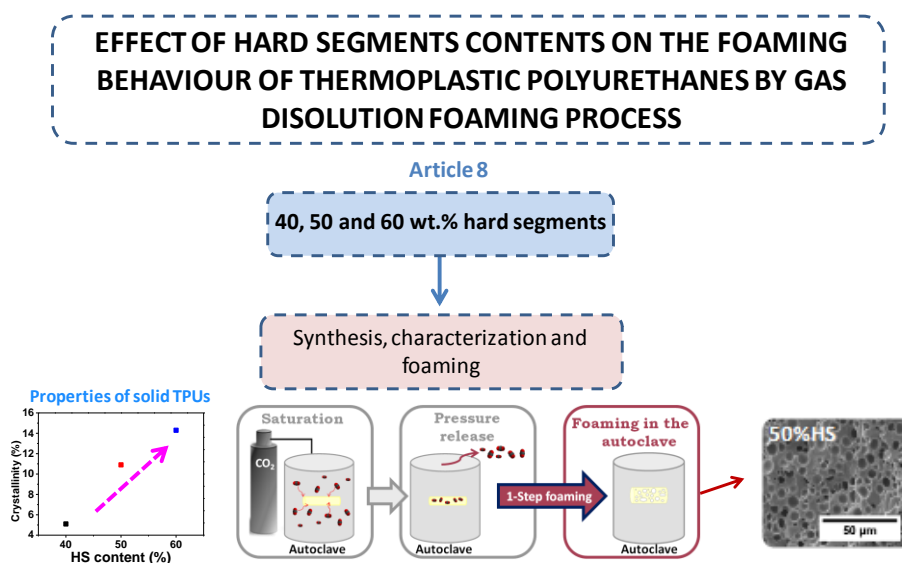 EFFECT OF HARD SEGMENTS CONTENTS ON THE FOAMING
BEHAVIOUR OF THERMOPLASTIC POLYURETHANES BY GAS
DISOLUTION FOAMING PROCESS
Article 8
40, 50 and 60 wt.% hard segments
Synthesis, characterization and
foaming
Properties of solid TPUs
Crystallinity (%)
16
14
12
10
8
6
4
40
50
60
HS content (%)
Saturation
CO2
Autoclave
Pressure
release
Autoclave
1-Step foaming
Foaming in the
autoclave
Autoclave
50%HS
50 µm